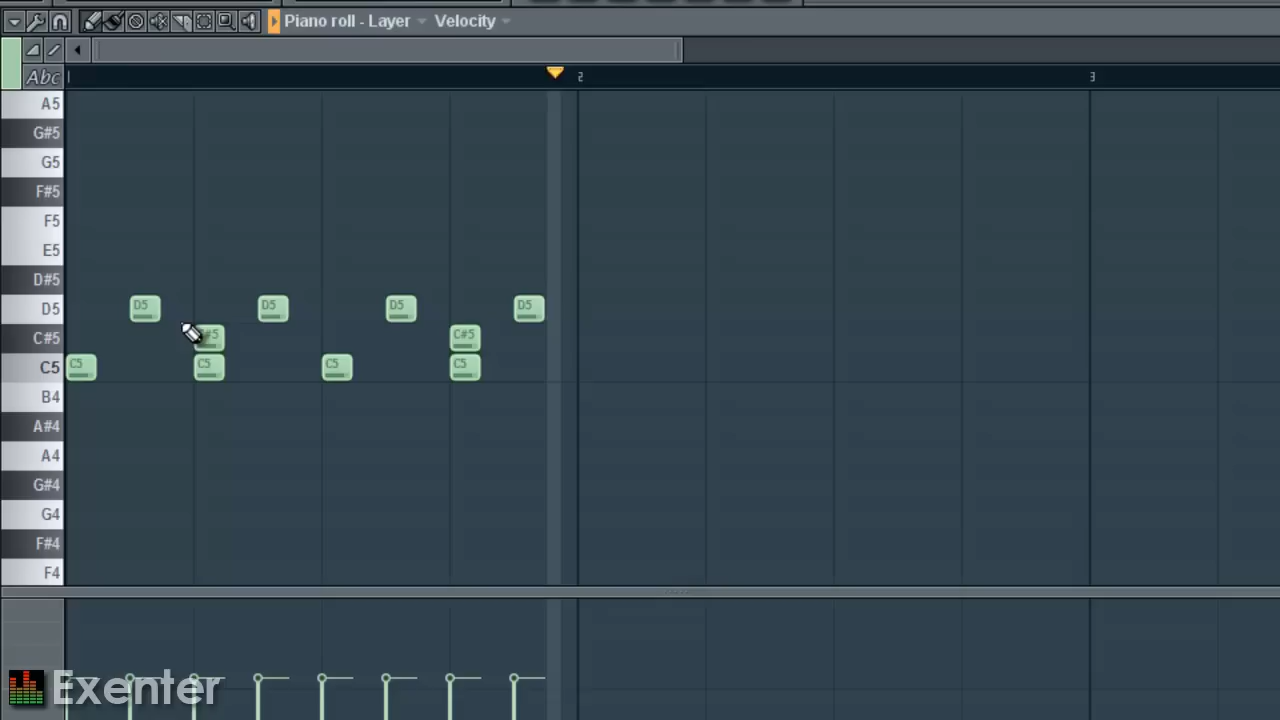 Piano roll - Layer Velocity
Abc 2 3
A5
G#5
G5
F#5
F5
E5
D#5
D5 D5 D5 D5 D5
C#5 #5 C#5
C5 C5 C5 C5 C5
B4
A#4
A4
G#4
G4
F#4
F4
Exenter